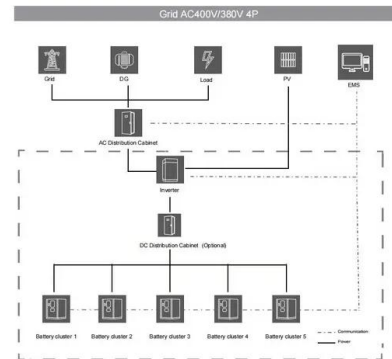 Grid AC400V/380V 4P
Grid
DG
Load
PV
EMS
AC Distribution Cabinet
Inverter
DC Distribution Cabinet (Optional)
Battery cluster 1
Battery cluster 2
Battery cluster 3
Battery cluster 4
Battery cluster 5
Communication
Power